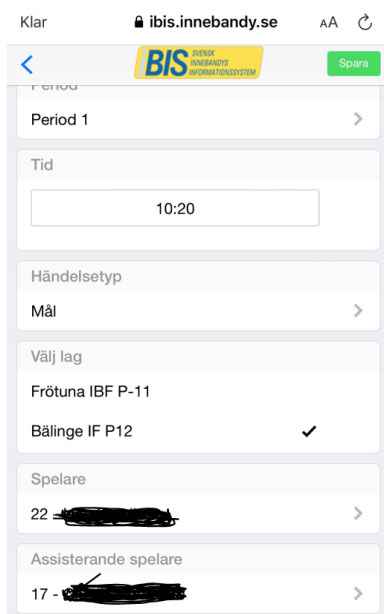 Klar
ibis.innebandy.se
AA
BIS SVENSK INNEBANDYS INFORMATIONSSYSTEM
Spara
Period
Period 1
Tid
10:20
Händelsetyp
Mål
Välj lag
Frötuna IBF P-11
Bälinge IF P12
Spelare
22 -
Assisterande spelare
17 -